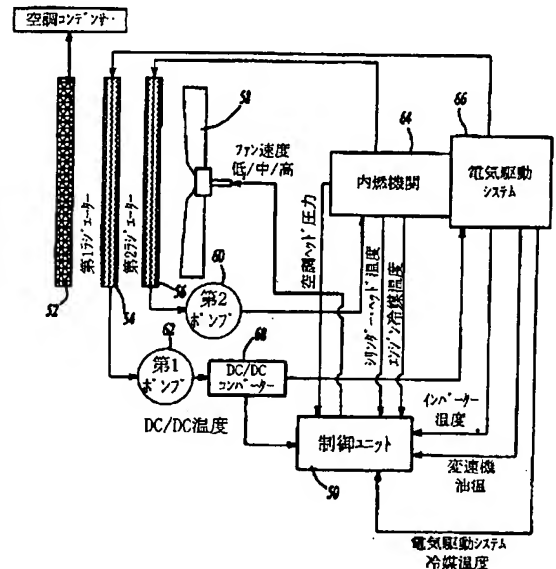 空調コンデンサ・
66
58
64
ファン速度
低/中/高
内燃機関
電気駆動
システム
第1ラジエーター
第2ラジエーター
空調ヘッド圧力
シリンダー・ヘッド温度
エンジン冷媒温度
60
52
54
56
第2
ポンプ
62
68
第1
ポンプ
DC/DC
コンバーター
DC/DC温度
インバーター
温度
制御ユニット
50
変速機
油温
電気駆動システム
冷媒温度